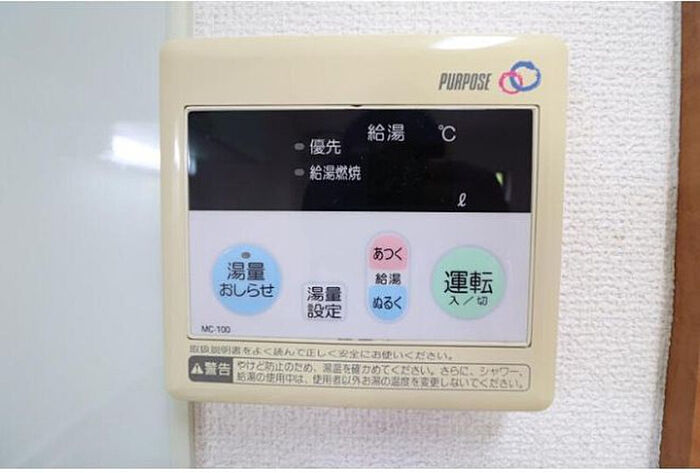 PURPOSE
給湯 ℃
優先
給湯燃焼
ℓ
湯量
おしらせ
湯量
設定
あつく
給湯
ぬるく
運転
入/切
MC-100
取扱説明書をよく読んで正しく安全にお使いください。
警告
やけど防止のため、湯温を確かめてください。さらに、シャワー、
給湯の使用中は、使用者以外お湯の温度を変更しないでください。